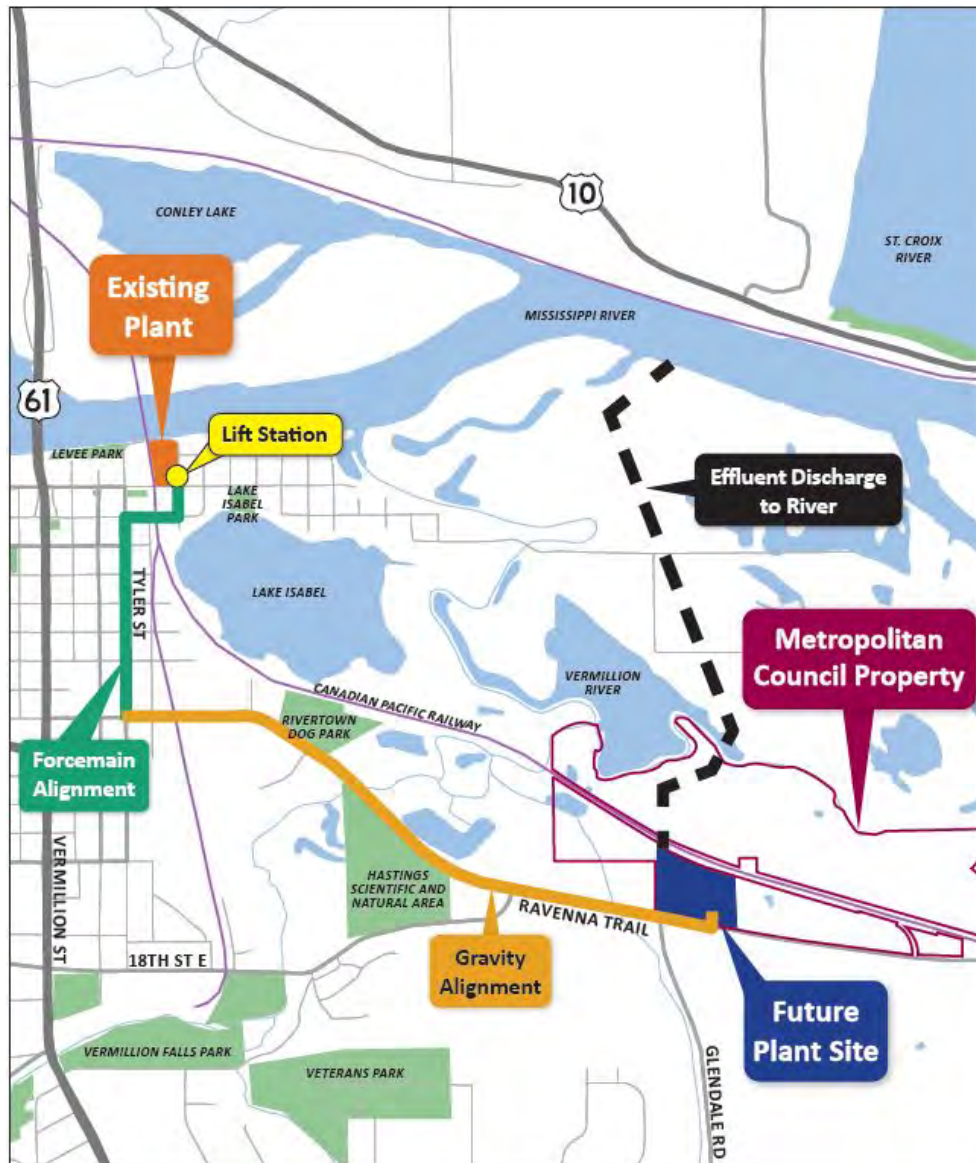 10
CONLEY LAKE
ST. CROIX
RIVER
Existing
Plant
MISSISSIPPI RIVER
61
LEVEE PARK
Lift Station
LAKE
ISABEL
PARK
Effluent Discharge
to River
TYLER ST
LAKE ISABEL
Metropolitan
Council Property
VERMILLION
RIVER
CANADIAN PACIFIC RAILWAY
RIVERTOWN
DOG PARK
Forcemain
Alignment
VERMILLION ST
HASTINGS
SCIENTIFIC AND
NATURAL AREA
RAVENNA TRAIL
18TH ST E
Gravity
Alignment
Future
Plant Site
VERMILLION FALLS PARK
VETERANS PARK
GLENDALE RD